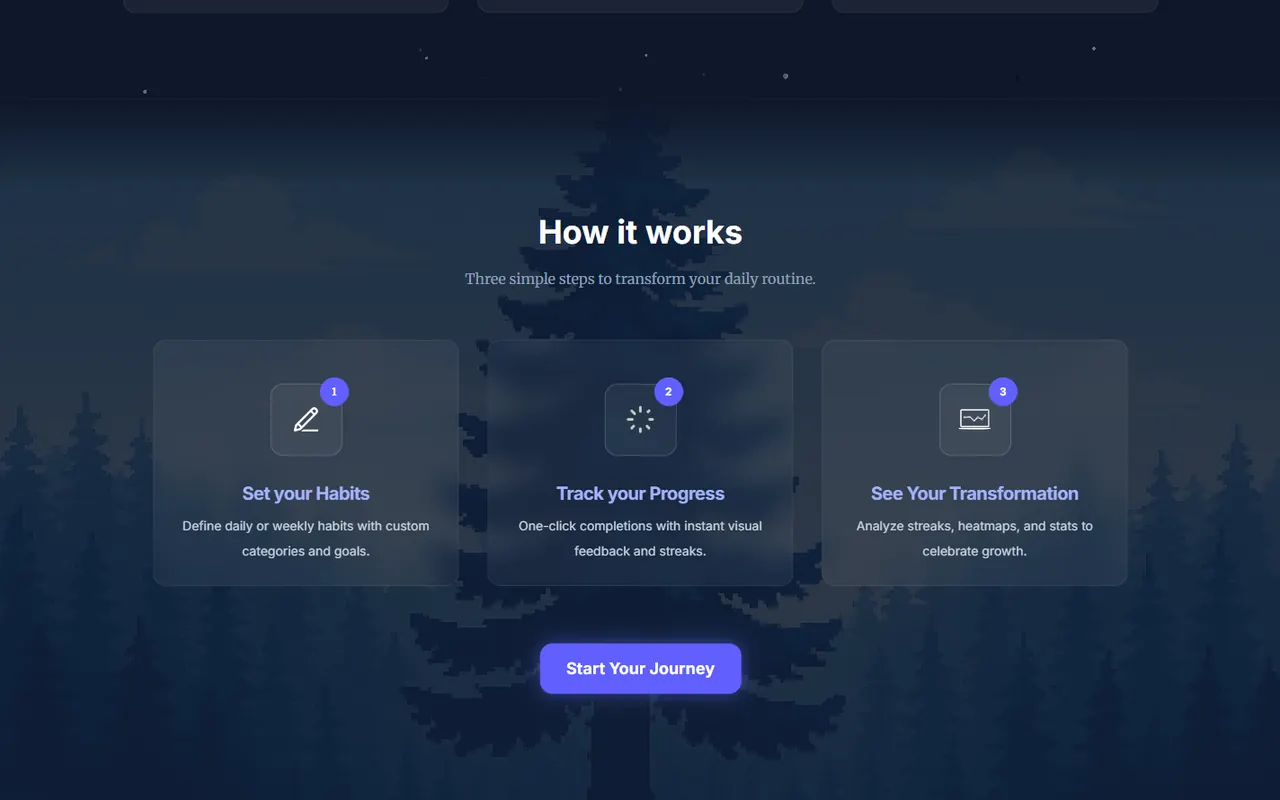 How it works
Three simple steps to transform your daily routine.
1
2
3
Set your Habits
Define daily or weekly habits with custom
categories and goals.
Track your Progress
One-click completions with instant visual
feedback and streaks.
See Your Transformation
Analyze streaks, heatmaps, and stats to
celebrate growth.
Start Your Journey